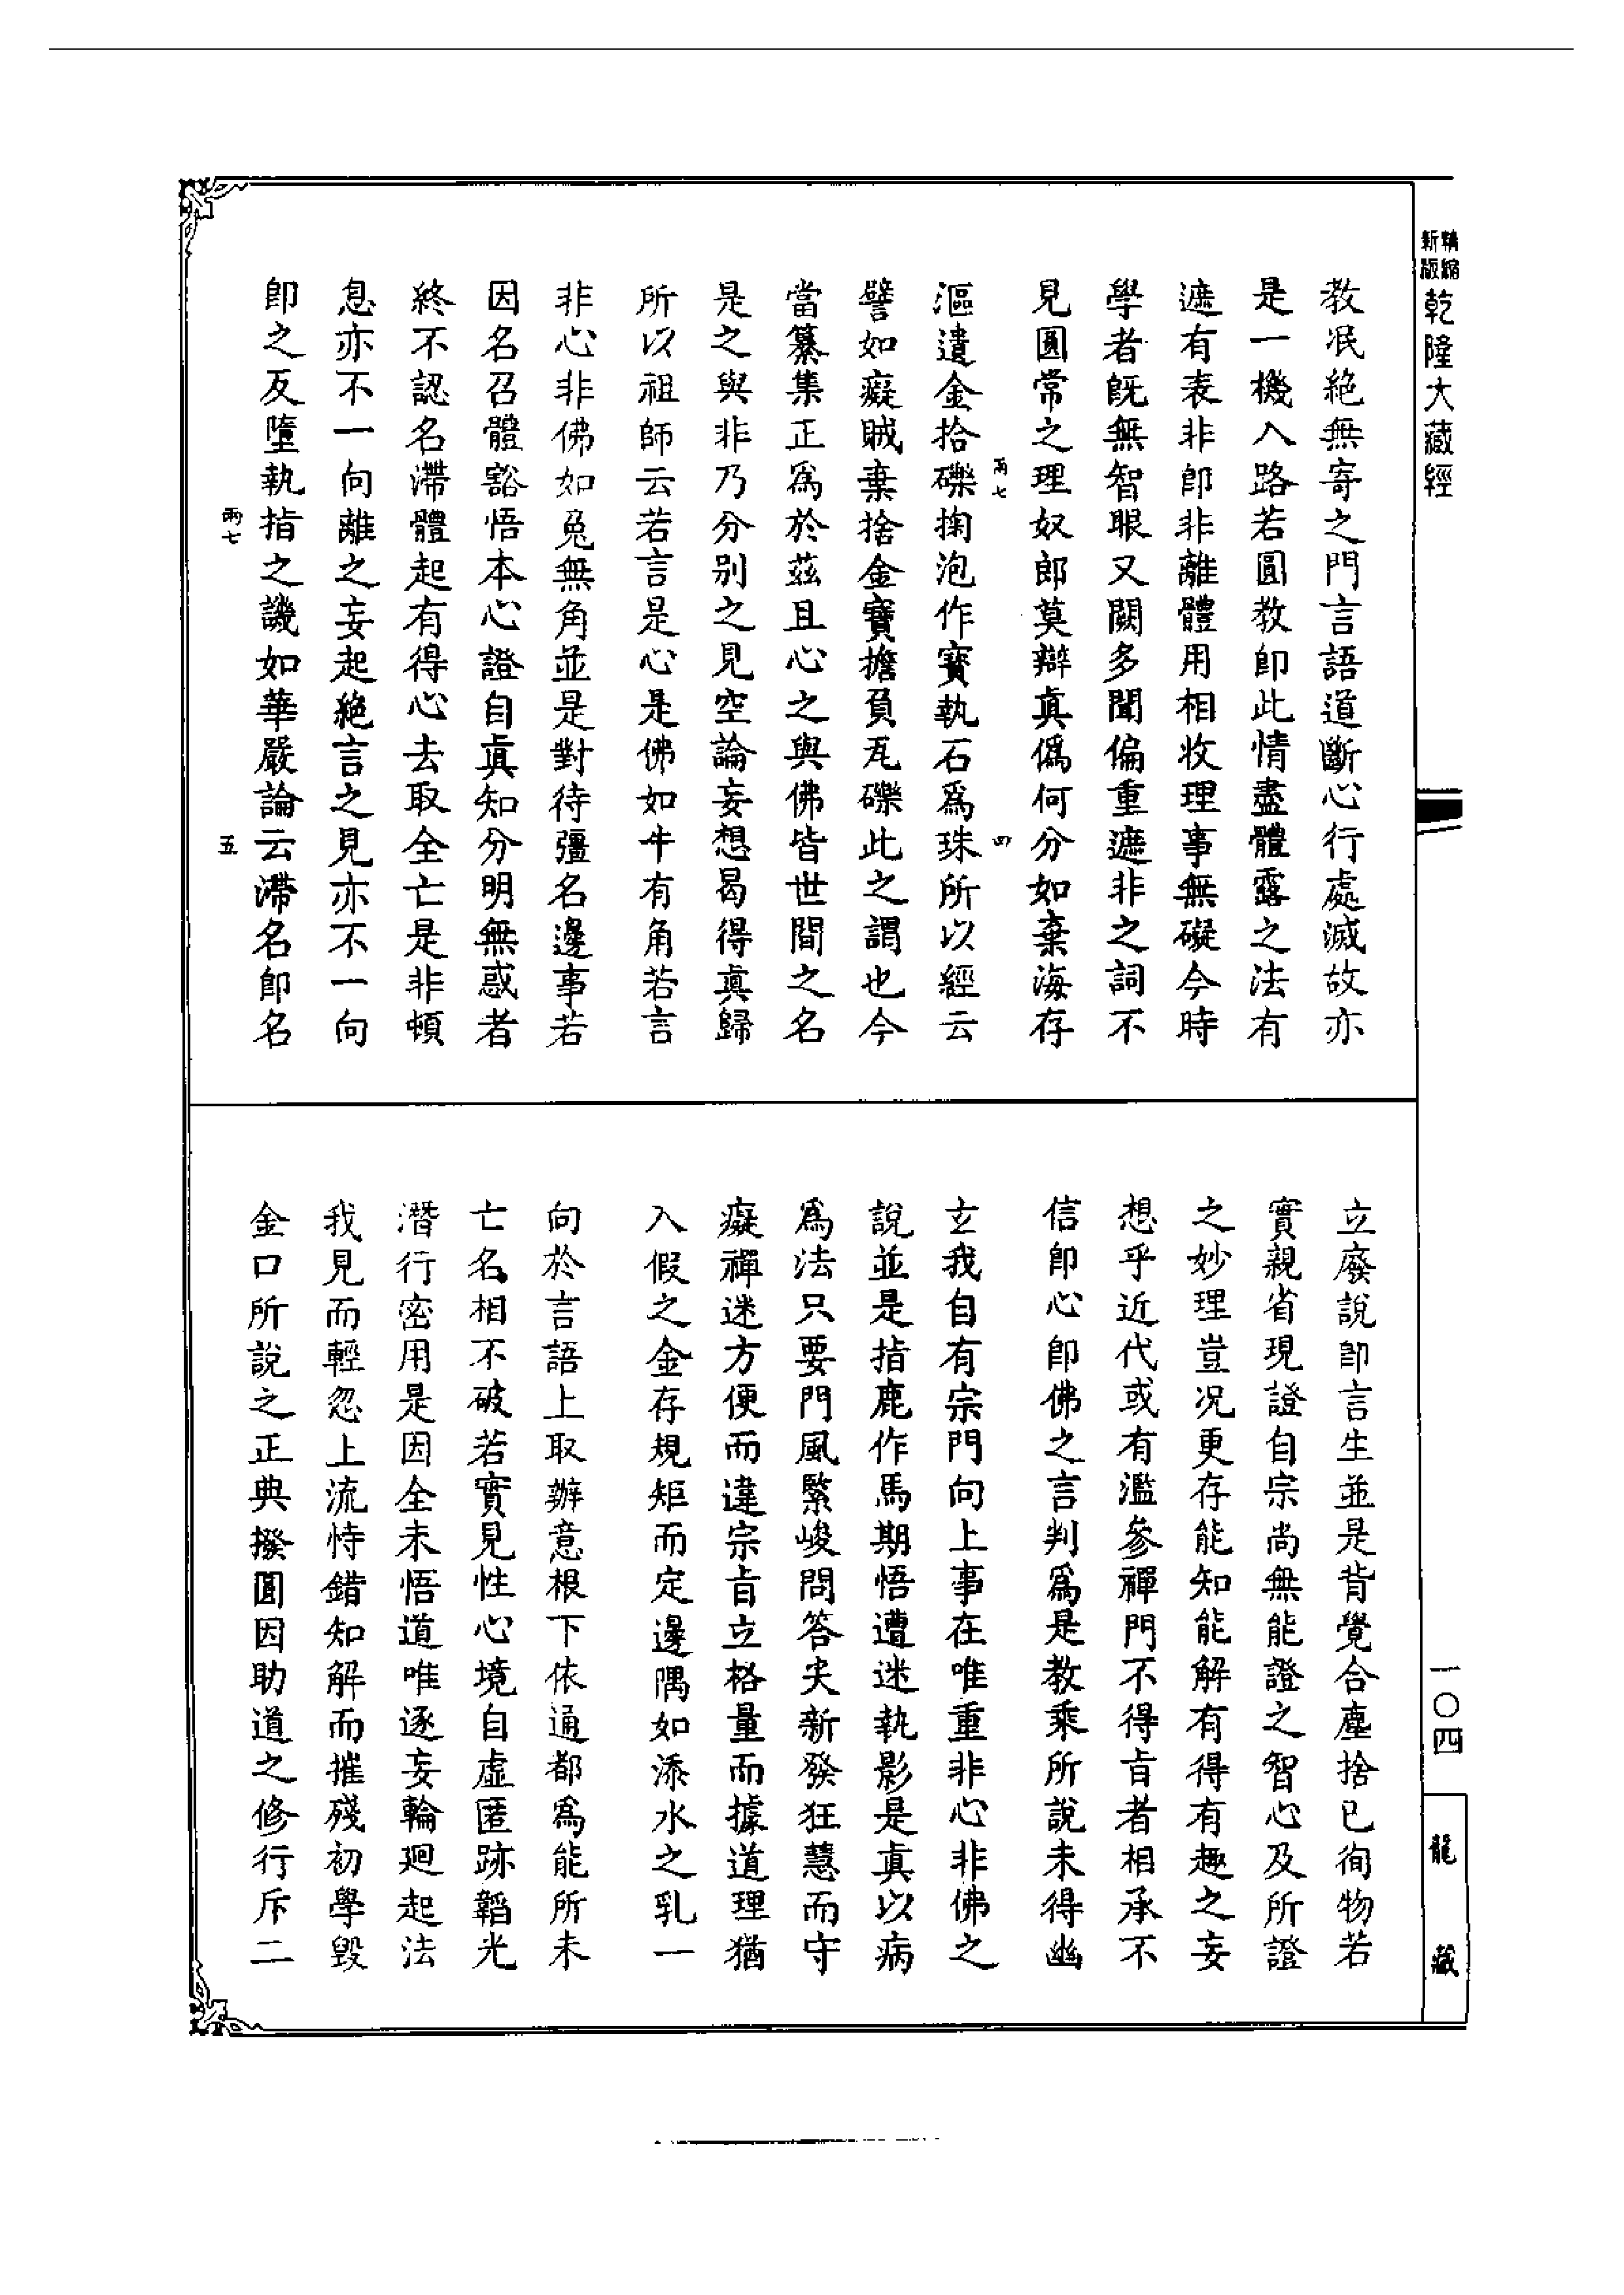 精縮新版
乾隆大藏經
教泯絕無寄之門言語道斷心行處滅故亦
是一機入路若圓教卽此情盡體露之法有
遮有表非卽非離體用相收理事無礙今時
學者旣無智眼又闕多聞偏重遮非之詞不
見圓常之理奴郎莫辯眞僞何分如棄海存
漚遺金拾礫掬泡作寶執石爲珠所以經云
兩七
四
譬如癡賊棄捨金寶擔負瓦礫此之謂也今
當纂集正爲於茲且心之與佛皆世間之名
是之與非乃分別之見空論妄想曷得眞歸
所以祖師云若言是心是佛如牛有角若言
非心非佛如兔無角並是對待彊名邊事若
因名召體豁悟本心證自眞知分明無惑者
終不認名滯體起有得心去取全亡是非頓
息亦不一向離之妄起絕言之見亦不一向
卽之反墮執指之譏如華嚴論云滯名卽名
兩七
五
立廢說卽言生並是背覺合塵捨已徇物若
實親省現證自宗尚無能證之智心及所證
之妙理豈況更存能知能解有得有趣之妄
想乎近代或有濫參禪門不得旨者相承不
信卽心卽佛之言判爲是教乘所說未得幽
玄我自有宗門向上事在唯重非心非佛之
說並是指鹿作馬期悟遭迷執影是眞以病
爲法只要門風緊峻問答尖新發狂慧而守
癡禪迷方便而違宗旨立格量而據道理猶
入假之金存規矩而定邊隅如添水之乳一
向於言語上取辦意根下依通都爲能所未
亡名相不破若實見性心境自虛匿跡韜光
潛行密用是因全未悟道唯逐妄輪迴起法
我見而輕忽上流恃錯知解而摧殘初學毀
金口所說之正典撥圓因助道之修行斥二
一〇四
龍藏